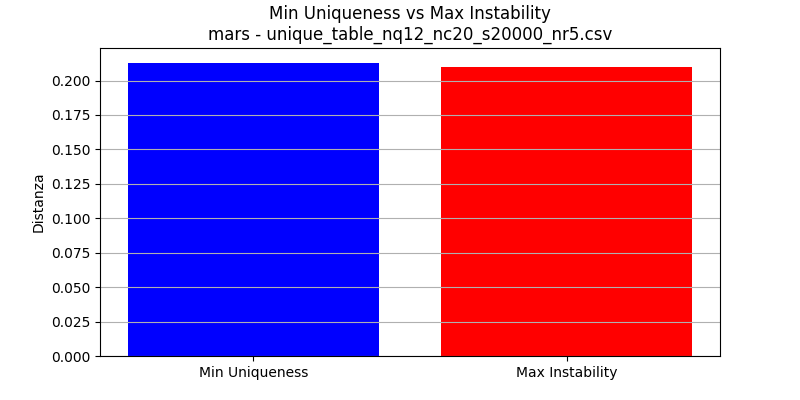 Min Uniqueness vs Max Instability
mars - unique_table_nq12_nc20_s20000_nr5.csv
Distanza
0.200
0.175
0.150
0.125
0.100
0.075
0.050
0.025
0.000
Min Uniqueness
Max Instability